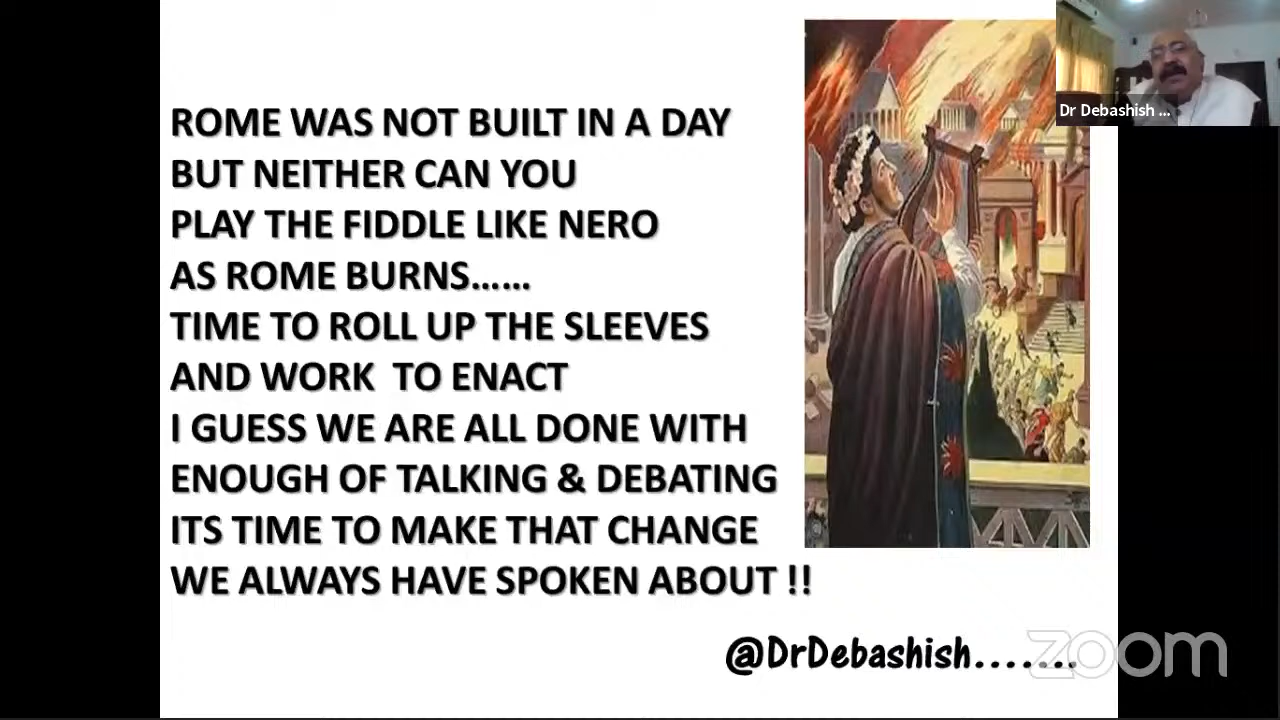 ROME WAS NOT BUILT IN A DAY
BUT NEITHER CAN YOU
PLAY THE FIDDLE LIKE NERO
AS ROME BURNS......
TIME TO ROLL UP THE SLEEVES
AND WORK  TO ENACT
I GUESS WE ARE ALL DONE WITH
ENOUGH OF TALKING & DEBATING
ITS TIME TO MAKE THAT CHANGE
WE ALWAYS HAVE SPOKEN ABOUT !!
@DrDebashish........
Dr Debashish ...
zoom